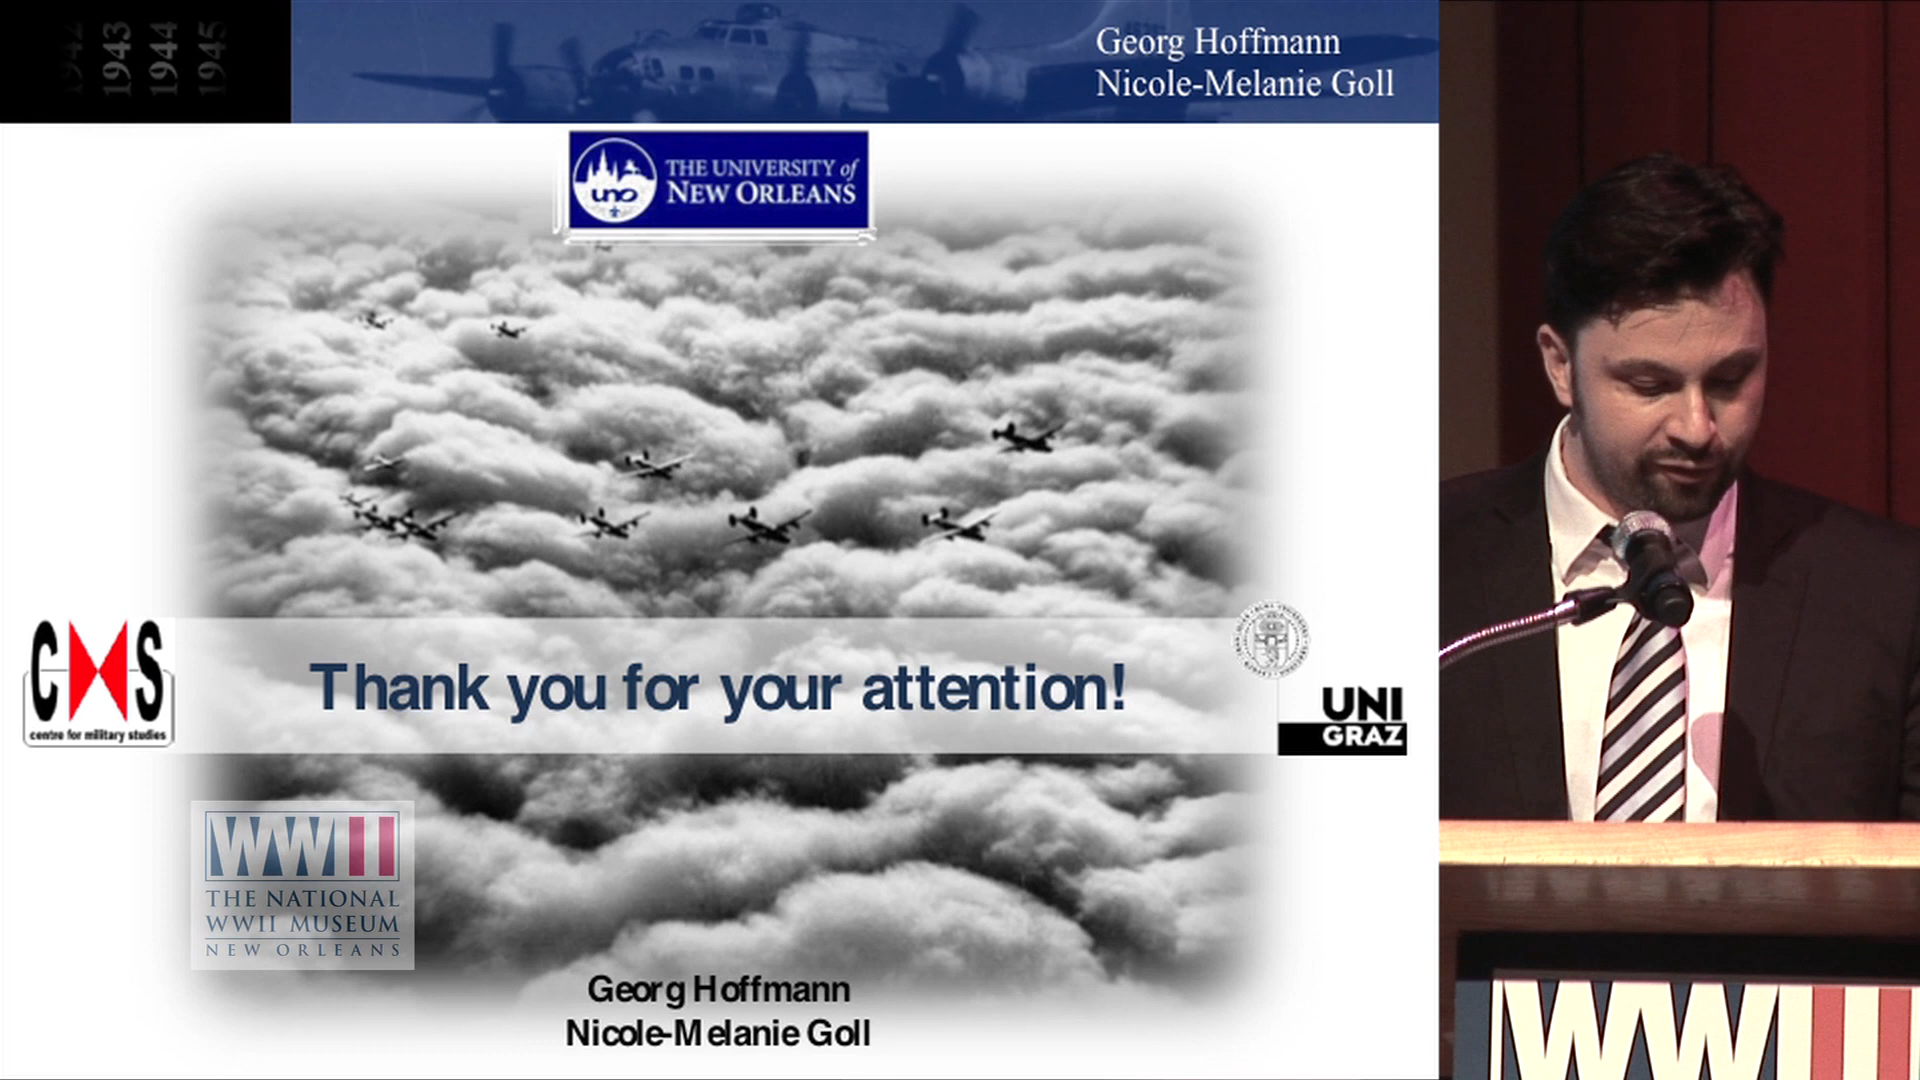 1942
1943
1944
1945
Georg Hoffmann
Nicole-Melanie Goll
uno
THE UNIVERSITY of
NEW ORLEANS
CMS
centre for military studies
Thank you for your attention!
UNI
GRAZ
WWII
THE NATIONAL
WWII MUSEUM
NEW ORLEANS
Georg Hoffmann
Nicole-Melanie Goll
WWII